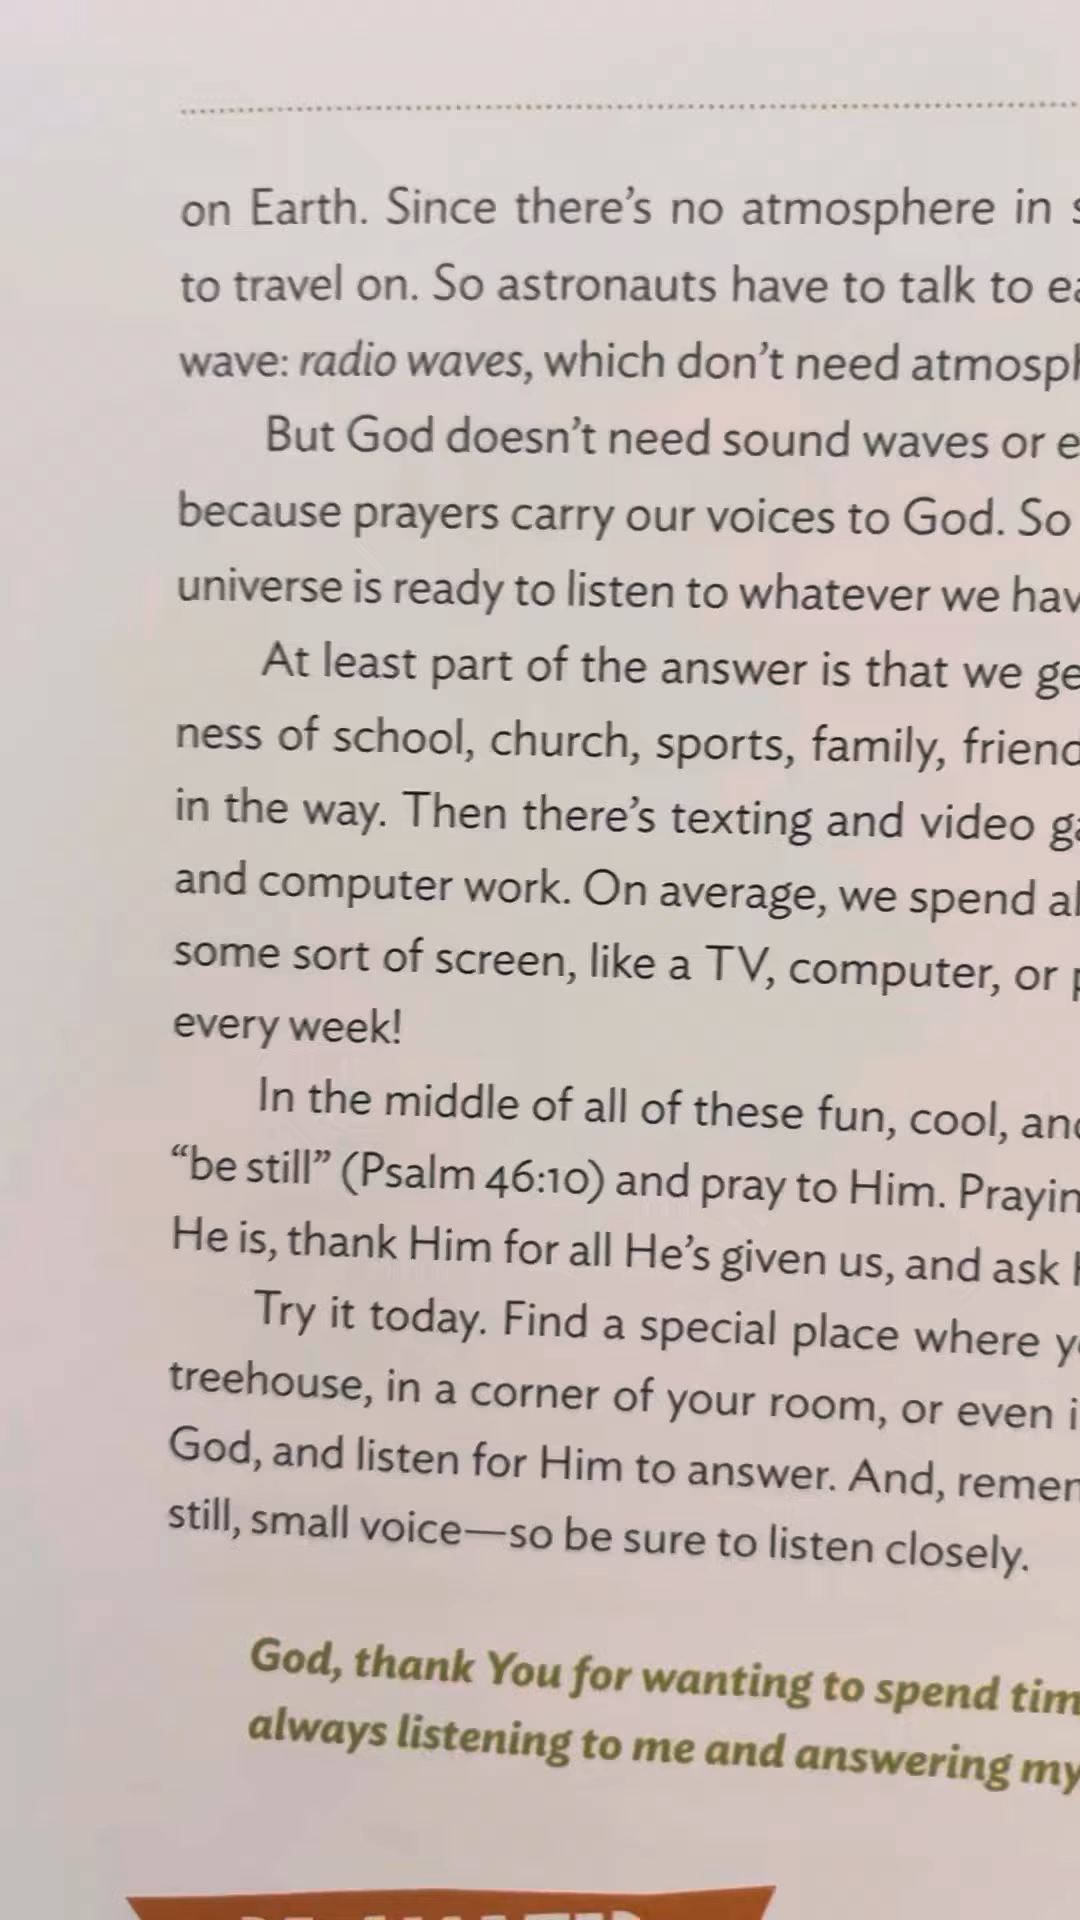 on Earth. Since there's no atmosphere in
to travel on. So astronauts have to talk to
wave: radio waves, which don't need
But God doesn't need sound waves or
because prayers carry our voices to God. So
universe is ready to listen to whatever we
At least part of the answer is that we
ness of school, church, sports, family,
in the way. Then there's texting and video
and computer work. On average, we spend
some sort of screen, like a TV, computer, or
every week!
In the middle of all of these fun, cool,
“be still” (Psalm 46:10) and pray to Him.
He is, thank Him for all He's given us, and ask
Try it today. Find a special place where
treehouse, in a corner of your room, or even
God, and listen for Him to answer. And,
still, small voice—so be sure to listen closely.
God, thank You for wanting to spend
always listening to me and answering my